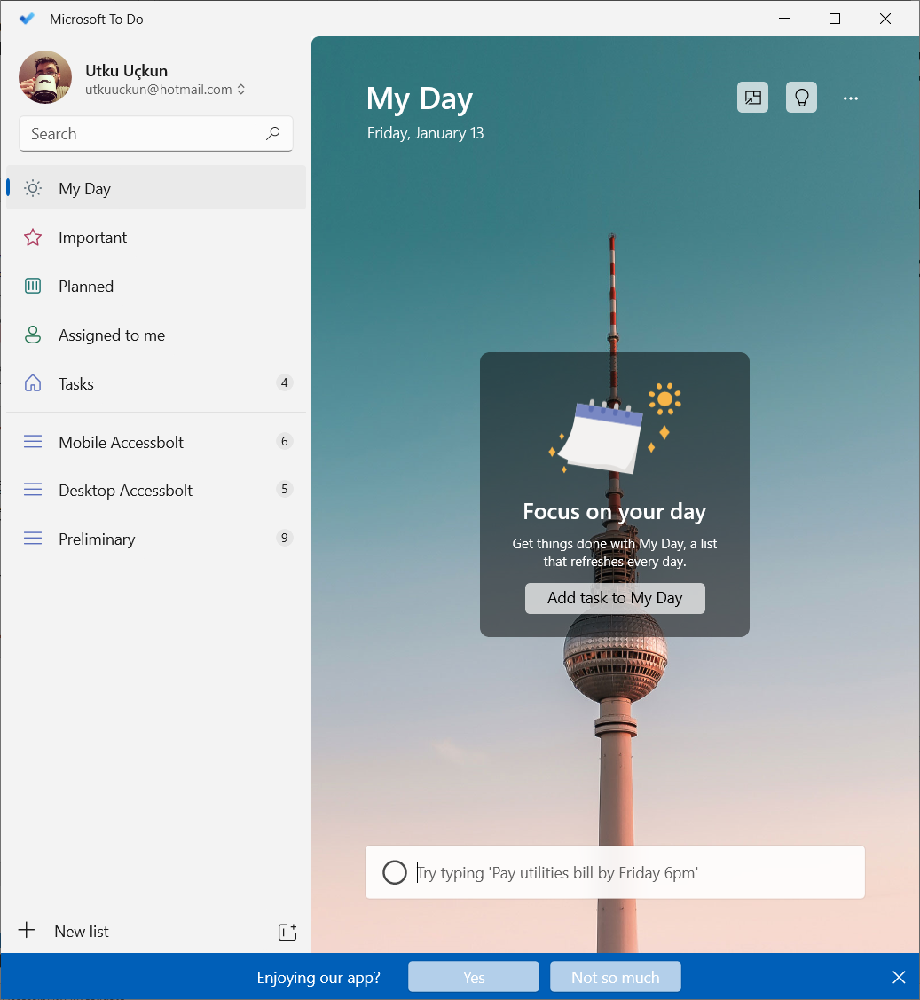 Microsoft To Do
Utku Uçkun
utkuuckun@hotmail.com
Search
My Day
Important
Planned
Assigned to me
Tasks 4
Mobile Accessbolt 6
Desktop Accessbolt 5
Preliminary 9
New list
My Day
Friday, January 13
Focus on your day
Get things done with My Day, a list
that refreshes every day.
Add task to My Day
Try typing 'Pay utilities bill by Friday 6pm'
Enjoying our app? Yes Not so much